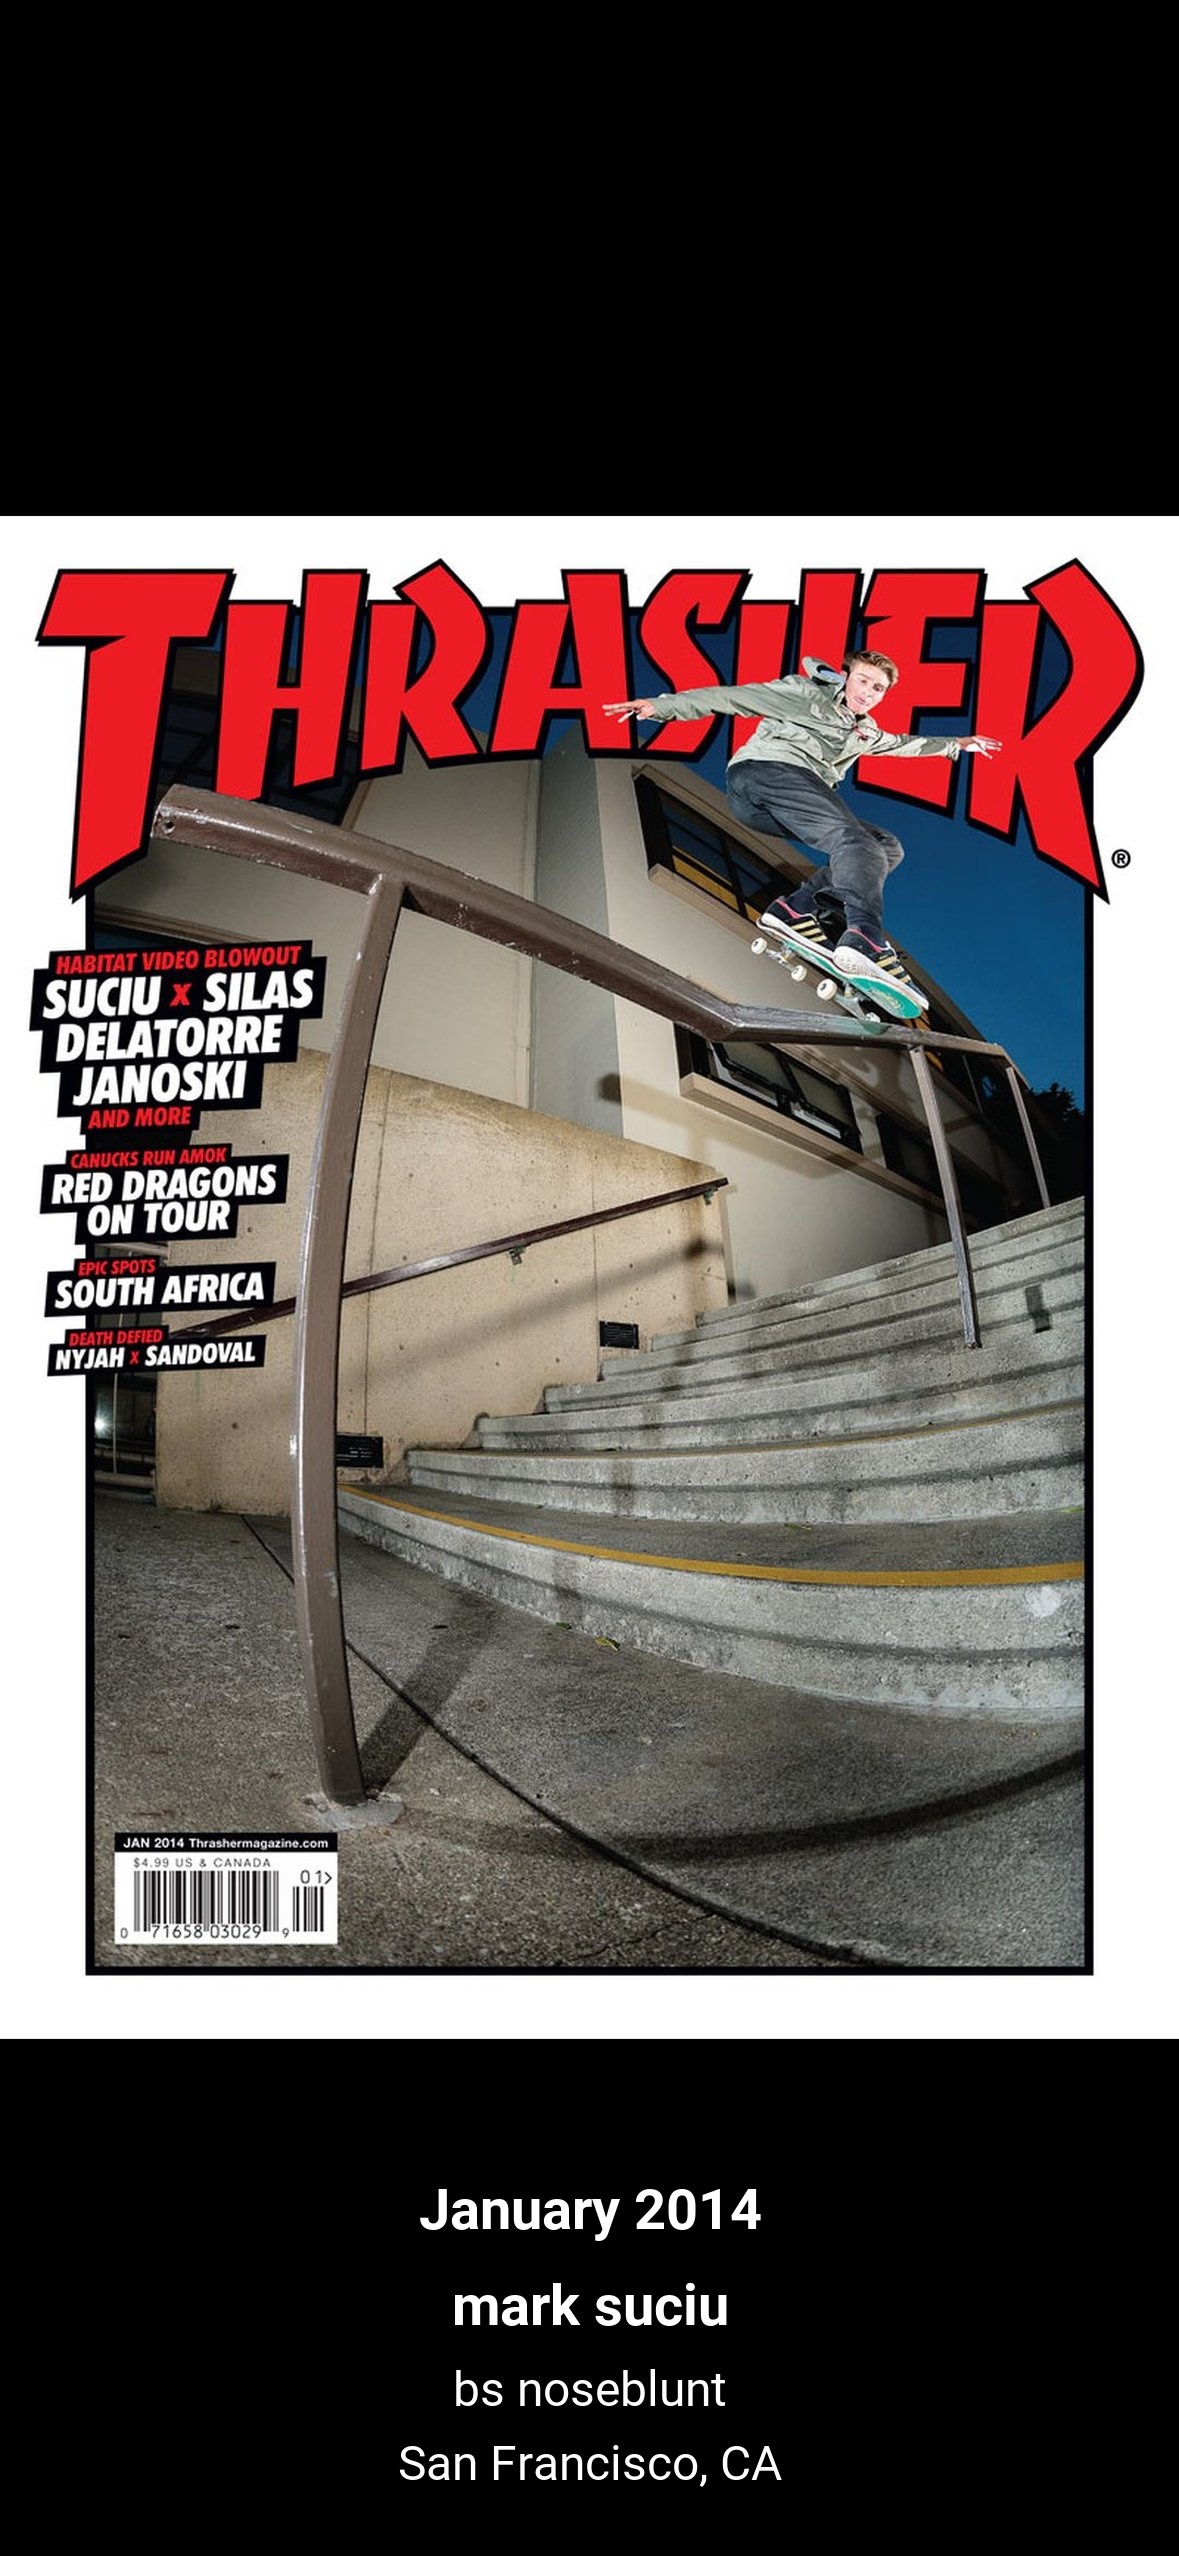 THRASHER
®
HABITAT VIDEO BLOWOUT
SUCIU x SILAS
DELATORRE
JANOSKI
AND MORE
CANUCKS RUN AMOK
RED DRAGONS
ON TOUR
EPIC SPOTS
SOUTH AFRICA
DEATH DEFIED
NYJAH x SANDOVAL
JAN 2014 Thrashermagazine.com
$4.99 US & CANADA
01>
0 71658 03029 9
January 2014
mark suciu
bs noseblunt
San Francisco, CA